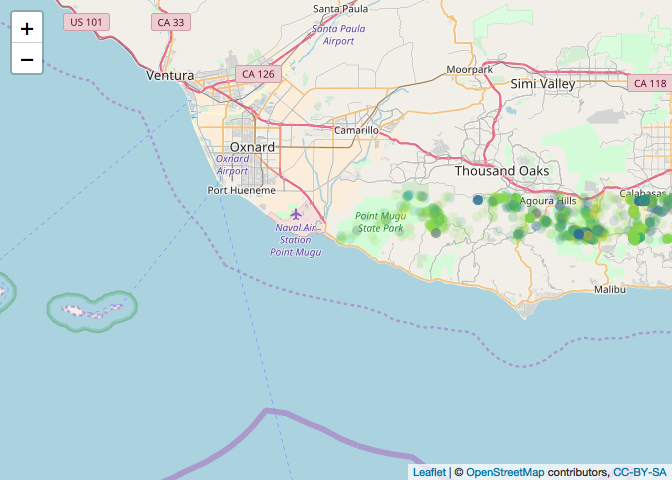 +
−
US 101
CA 33
Santa Paula
Santa Paula
Airport
Ventura
CA 126
Moorpark
Simi Valley
CA 118
Camarillo
Oxnard
Oxnard
Airport
Thousand Oaks
Port Hueneme
Agoura Hills
Calabasas
Point Mugu
State Park
Naval Air
Station
Point Mugu
Malibu
Leaflet | © OpenStreetMap contributors, CC-BY-SA